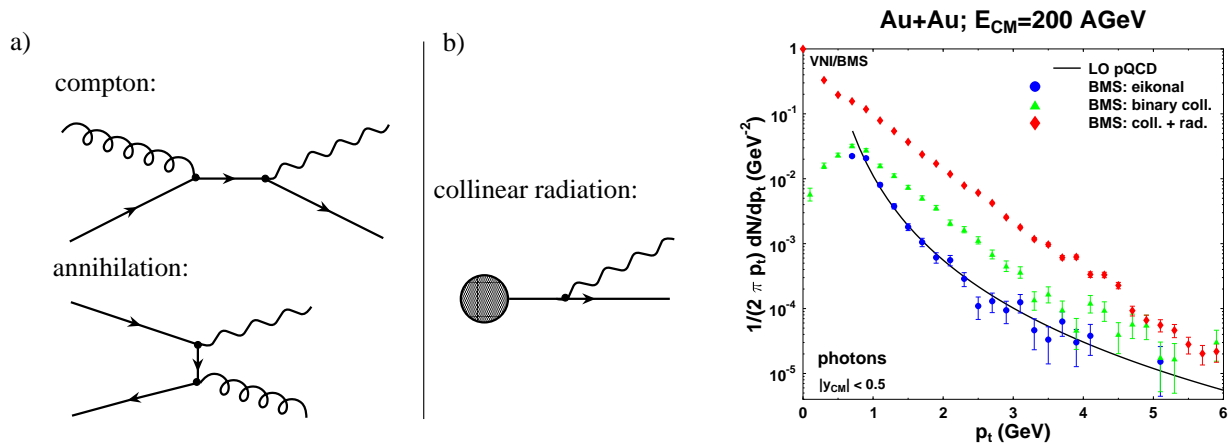 a)
compton:
annihilation:
b)
collinear radiation:
Au+Au; E_CM=200 AGeV
VNI/BMS
LO pQCD
BMS: eikonal
BMS: binary coll.
BMS: coll. + rad.
1/(2 π p_t) dN/dp_t (GeV^-2)
1
10^-1
10^-2
10^-3
10^-4
10^-5
photons
|y_CM| < 0.5
0 1 2 3 4 5 6
p_t (GeV)